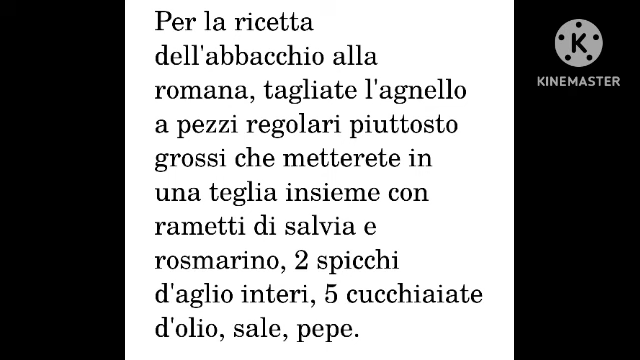 Per la ricetta
dell'abbacchio alla
romana, tagliate l'agnello
a pezzi regolari piuttosto
grossi che metterete in
una teglia insieme con
rametti di salvia e
rosmarino, 2 spicchi
d'aglio interi, 5 cucchiaiate
d'olio, sale, pepe.
K
KINEMASTER